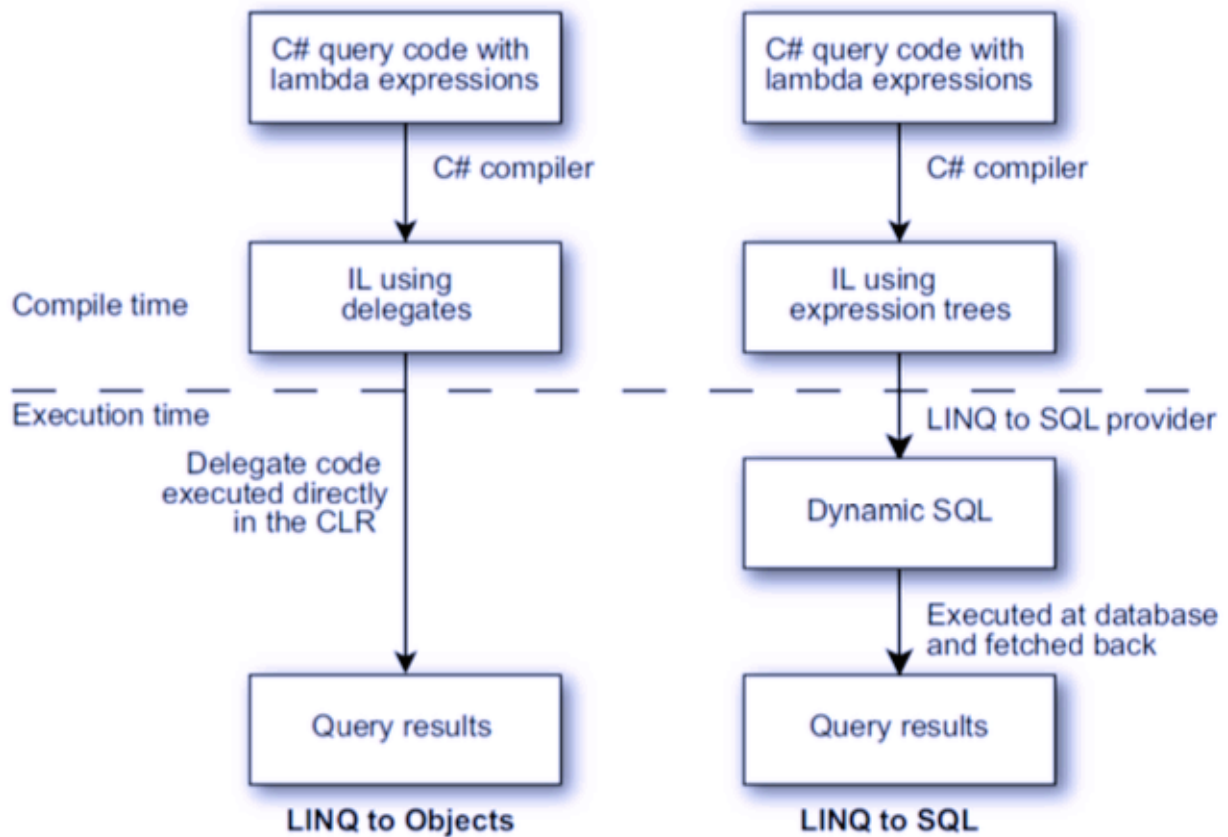 C# query code with
lambda expressions
C# query code with
lambda expressions
C# compiler
C# compiler
IL using
delegates
IL using
expression trees
Compile time
Execution time
LINQ to SQL provider
Delegate code
executed directly
in the CLR
Dynamic SQL
Executed at database
and fetched back
Query results
Query results
LINQ to Objects
LINQ to SQL